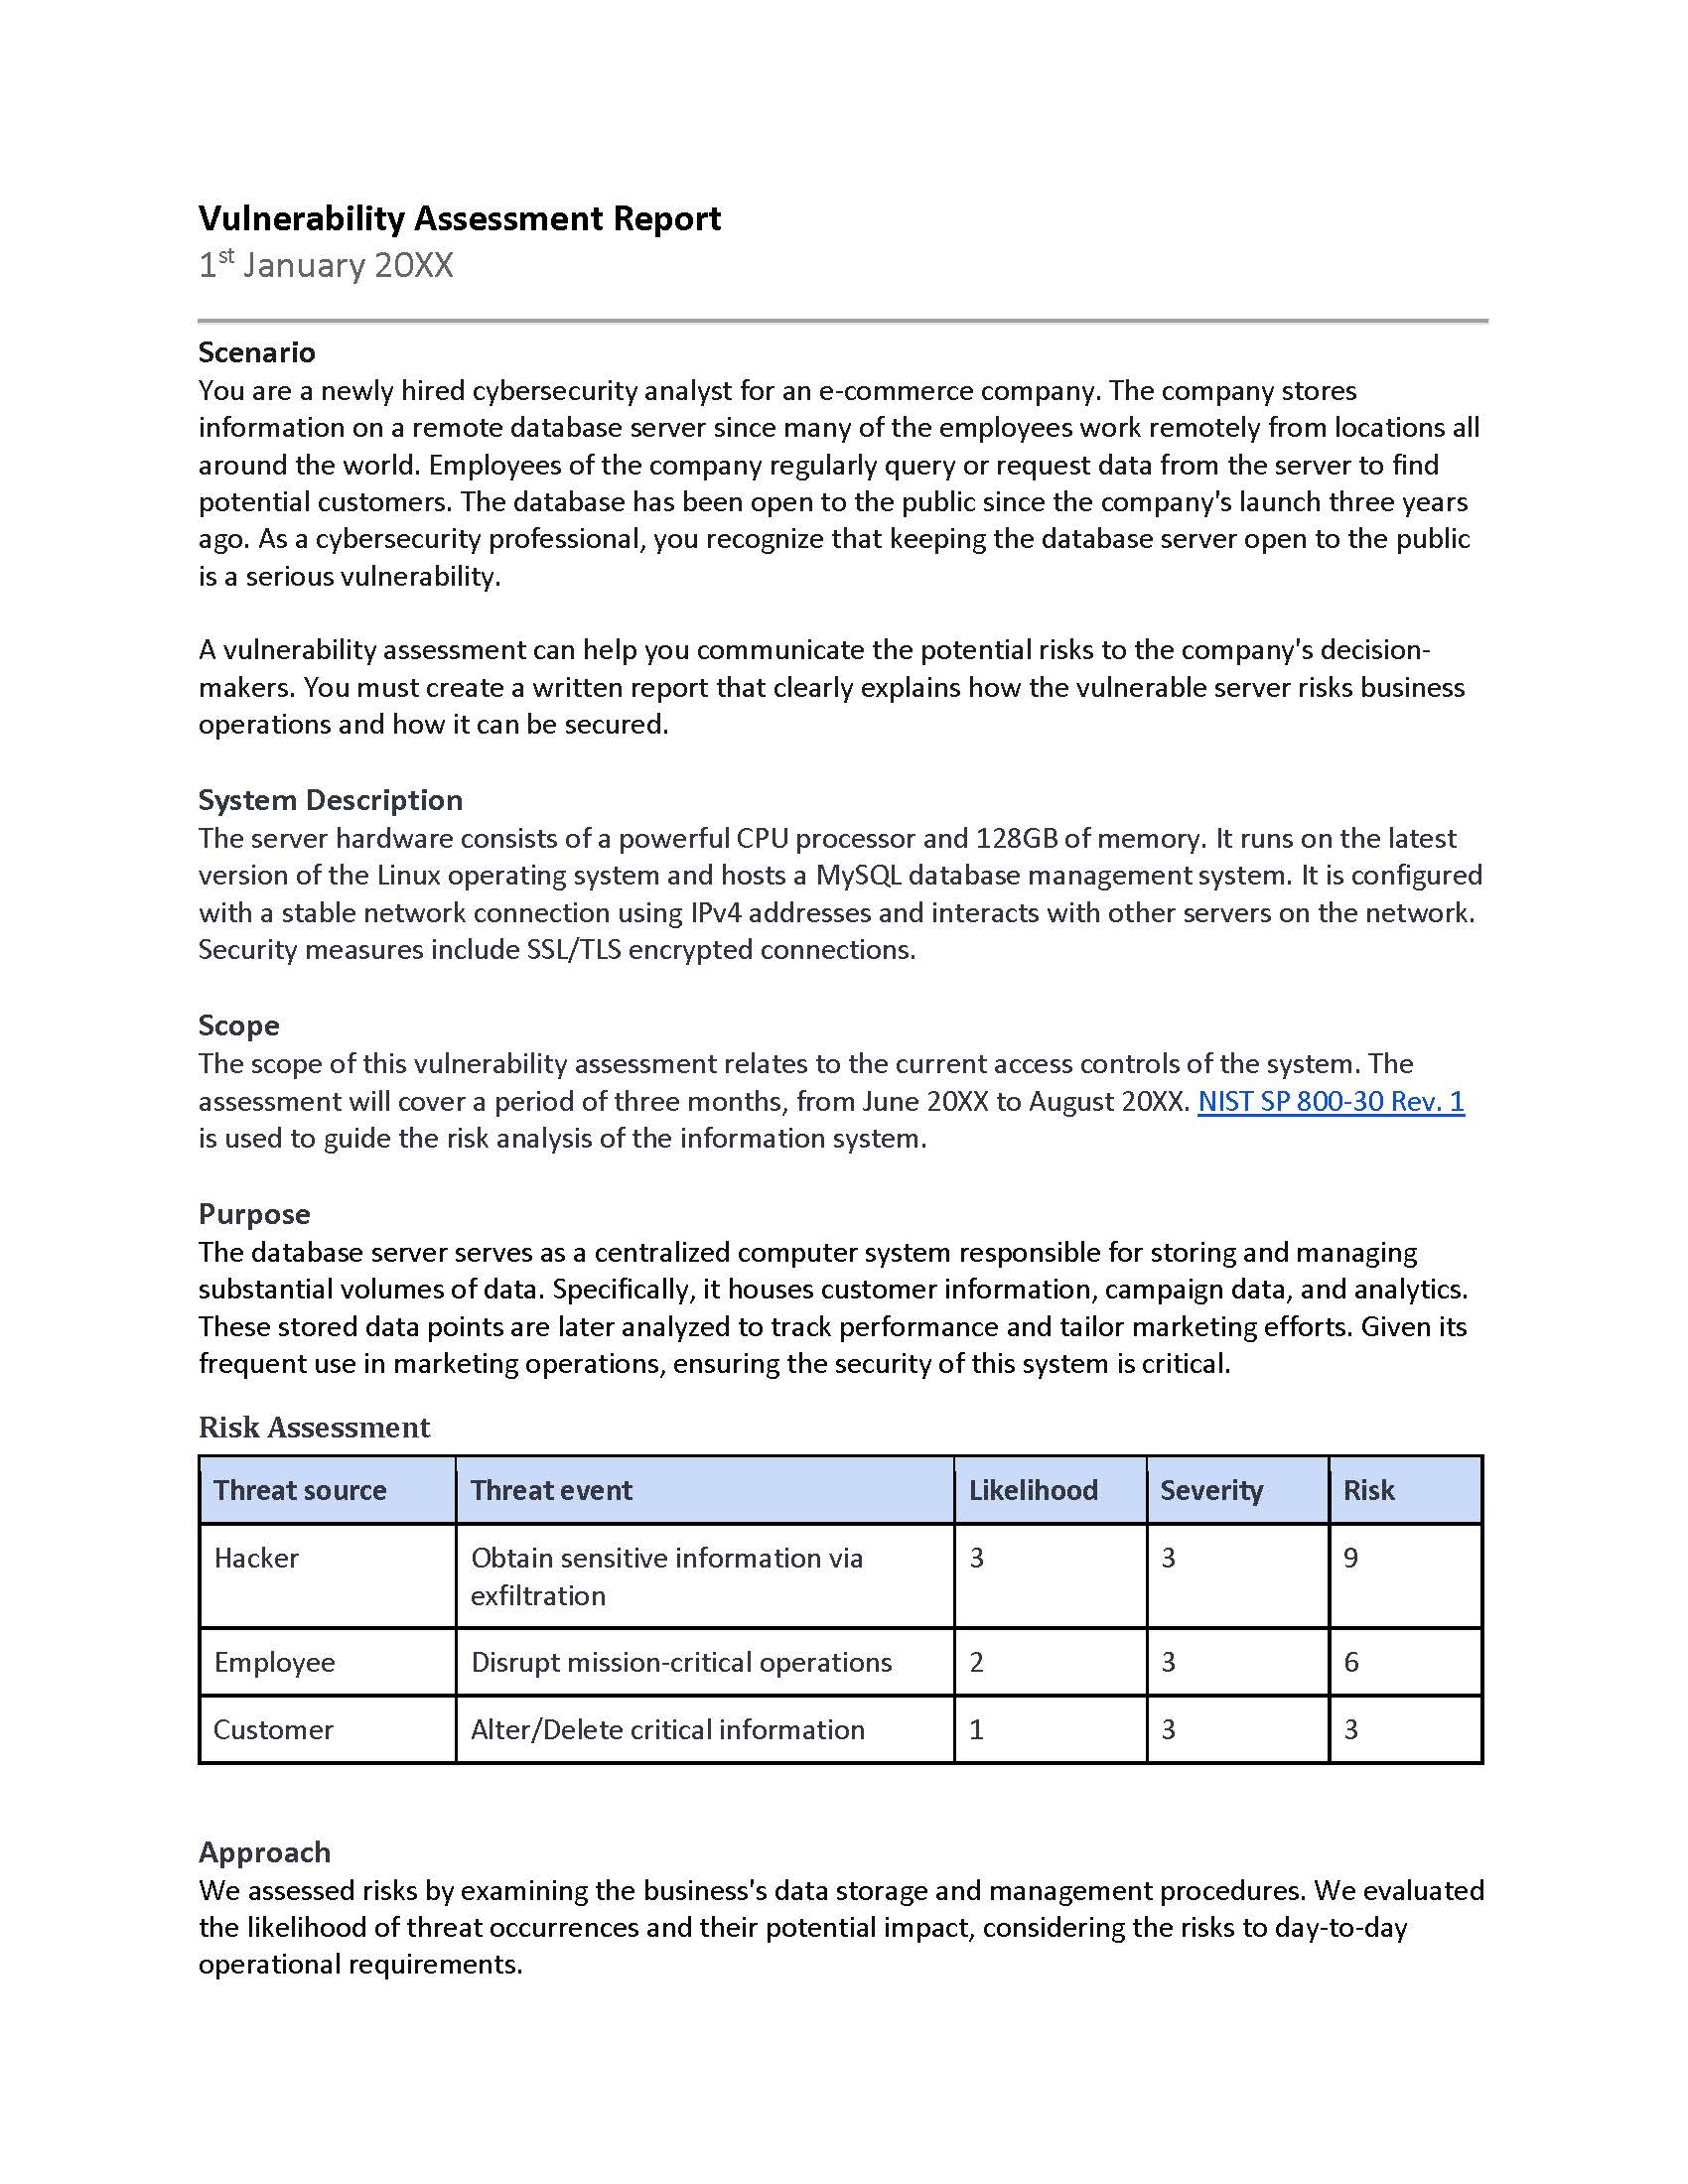 Vulnerability Assessment Report
1st January 20XX
Scenario
You are a newly hired cybersecurity analyst for an e-commerce company. The company stores
information on a remote database server since many of the employees work remotely from locations all
around the world. Employees of the company regularly query or request data from the server to find
potential customers. The database has been open to the public since the company's launch three years
ago. As a cybersecurity professional, you recognize that keeping the database server open to the public
is a serious vulnerability.
A vulnerability assessment can help you communicate the potential risks to the company's decision-
makers. You must create a written report that clearly explains how the vulnerable server risks business
operations and how it can be secured.
System Description
The server hardware consists of a powerful CPU processor and 128GB of memory. It runs on the latest
version of the Linux operating system and hosts a MySQL database management system. It is configured
with a stable network connection using IPv4 addresses and interacts with other servers on the network.
Security measures include SSL/TLS encrypted connections.
Scope
The scope of this vulnerability assessment relates to the current access controls of the system. The
assessment will cover a period of three months, from June 20XX to August 20XX. NIST SP 800-30 Rev. 1
is used to guide the risk analysis of the information system.
Purpose
The database server serves as a centralized computer system responsible for storing and managing
substantial volumes of data. Specifically, it houses customer information, campaign data, and analytics.
These stored data points are later analyzed to track performance and tailor marketing efforts. Given its
frequent use in marketing operations, ensuring the security of this system is critical.
Risk Assessment
Threat source Threat event Likelihood Severity Risk
Hacker Obtain sensitive information via 3 3 9
exfiltration
Employee Disrupt mission-critical operations 2 3 6
Customer Alter/Delete critical information 1 3 3
Approach
We assessed risks by examining the business's data storage and management procedures. We evaluated
the likelihood of threat occurrences and their potential impact, considering the risks to day-to-day
operational requirements.